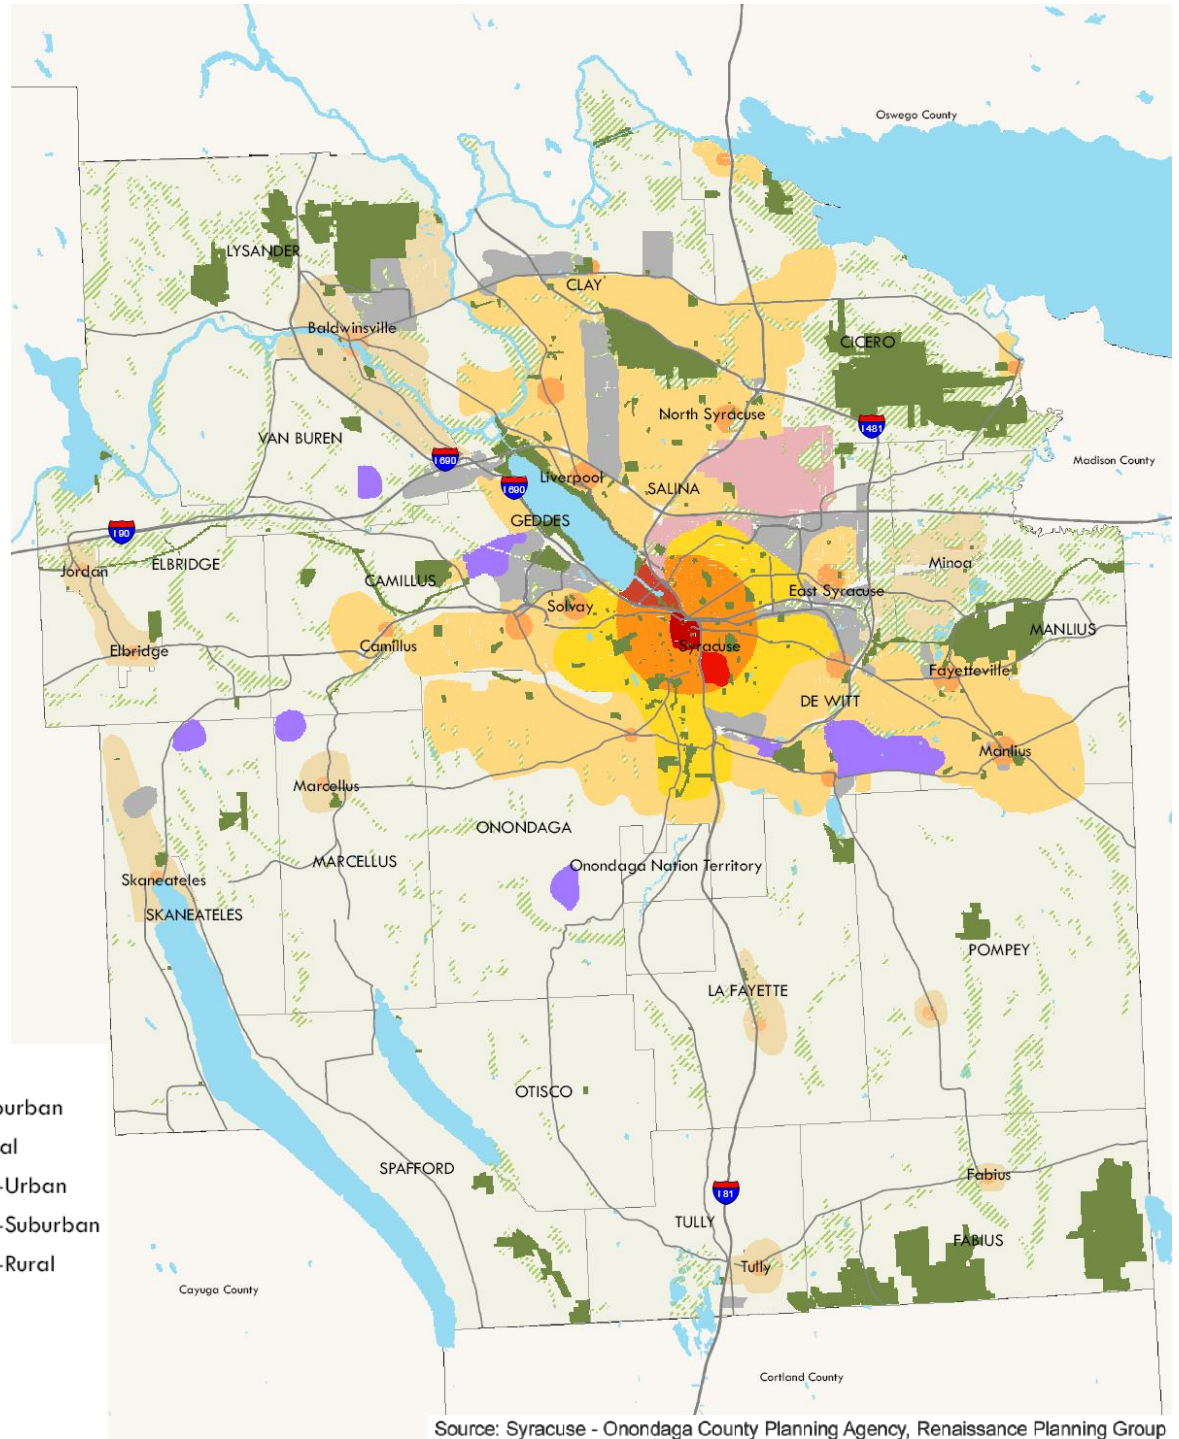 Oswego County
LYSANDER
CLAY
Baldwinsville
CICERO
North Syracuse
I 481
VAN BUREN
I 690
Madison County
Liverpool
I 690
SALINA
GEDDES
I 90
ELBRIDGE
Jordan
CAMILLUS
Minoa
East Syracuse
Solvay
MANLIUS
Elbridge
Camillus
Syracuse
Fayetteville
DE WITT
Manlius
Marcellus
ONONDAGA
MARCELLUS
Onondaga Nation Territory
Skaneateles
SKANEATELES
POMPEY
LA FAYETTE
OTISCO
burban
al
SPAFFORD
Fabius
-Urban
I 81
-Suburban
TULLY
FABIUS
-Rural
Tully
Cayuga County
Cortland County
Source: Syracuse - Onondaga County Planning Agency, Renaissance Planning Group